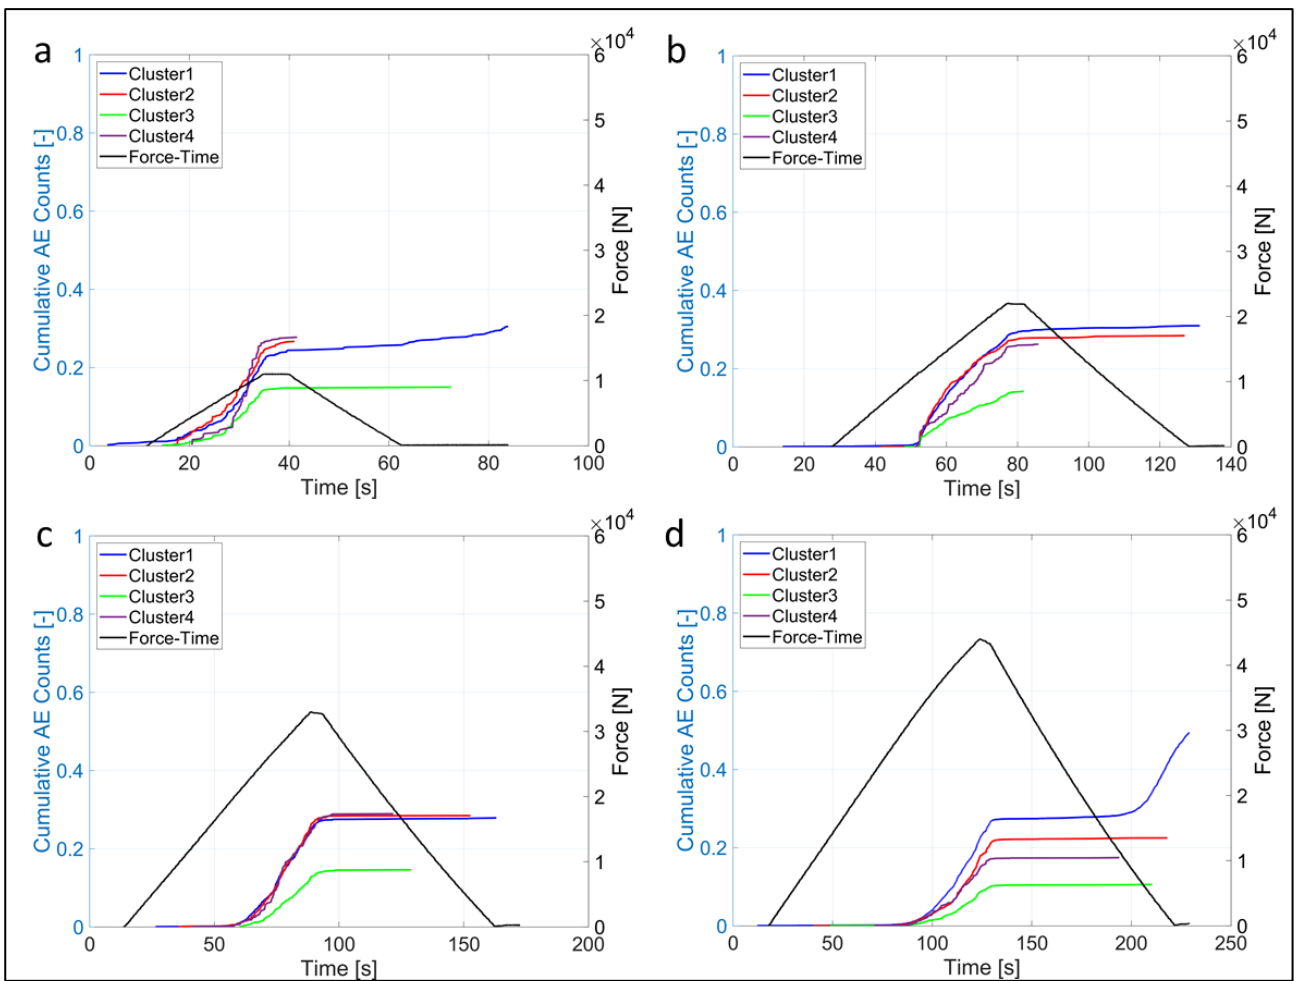 a
×10⁴
Cluster1
Cluster2
Cluster3
Cluster4
Force-Time
Cumulative AE Counts [-]
1
0.8
0.6
0.4
0.2
0
6
5
4
3
2
1
0
Force [N]
0 20 40 60 80 100
Time [s]
b
×10⁴
Cluster1
Cluster2
Cluster3
Cluster4
Force-Time
Cumulative AE Counts [-]
1
0.8
0.6
0.4
0.2
0
6
5
4
3
2
1
0
Force [N]
0 20 40 60 80 100 120 140
Time [s]
c
×10⁴
Cluster1
Cluster2
Cluster3
Cluster4
Force-Time
Cumulative AE Counts [-]
1
0.8
0.6
0.4
0.2
0
6
5
4
3
2
1
0
Force [N]
0 50 100 150 200
Time [s]
d
×10⁴
Cluster1
Cluster2
Cluster3
Cluster4
Force-Time
Cumulative AE Counts [-]
1
0.8
0.6
0.4
0.2
0
6
5
4
3
2
1
0
Force [N]
0 50 100 150 200 250
Time [s]